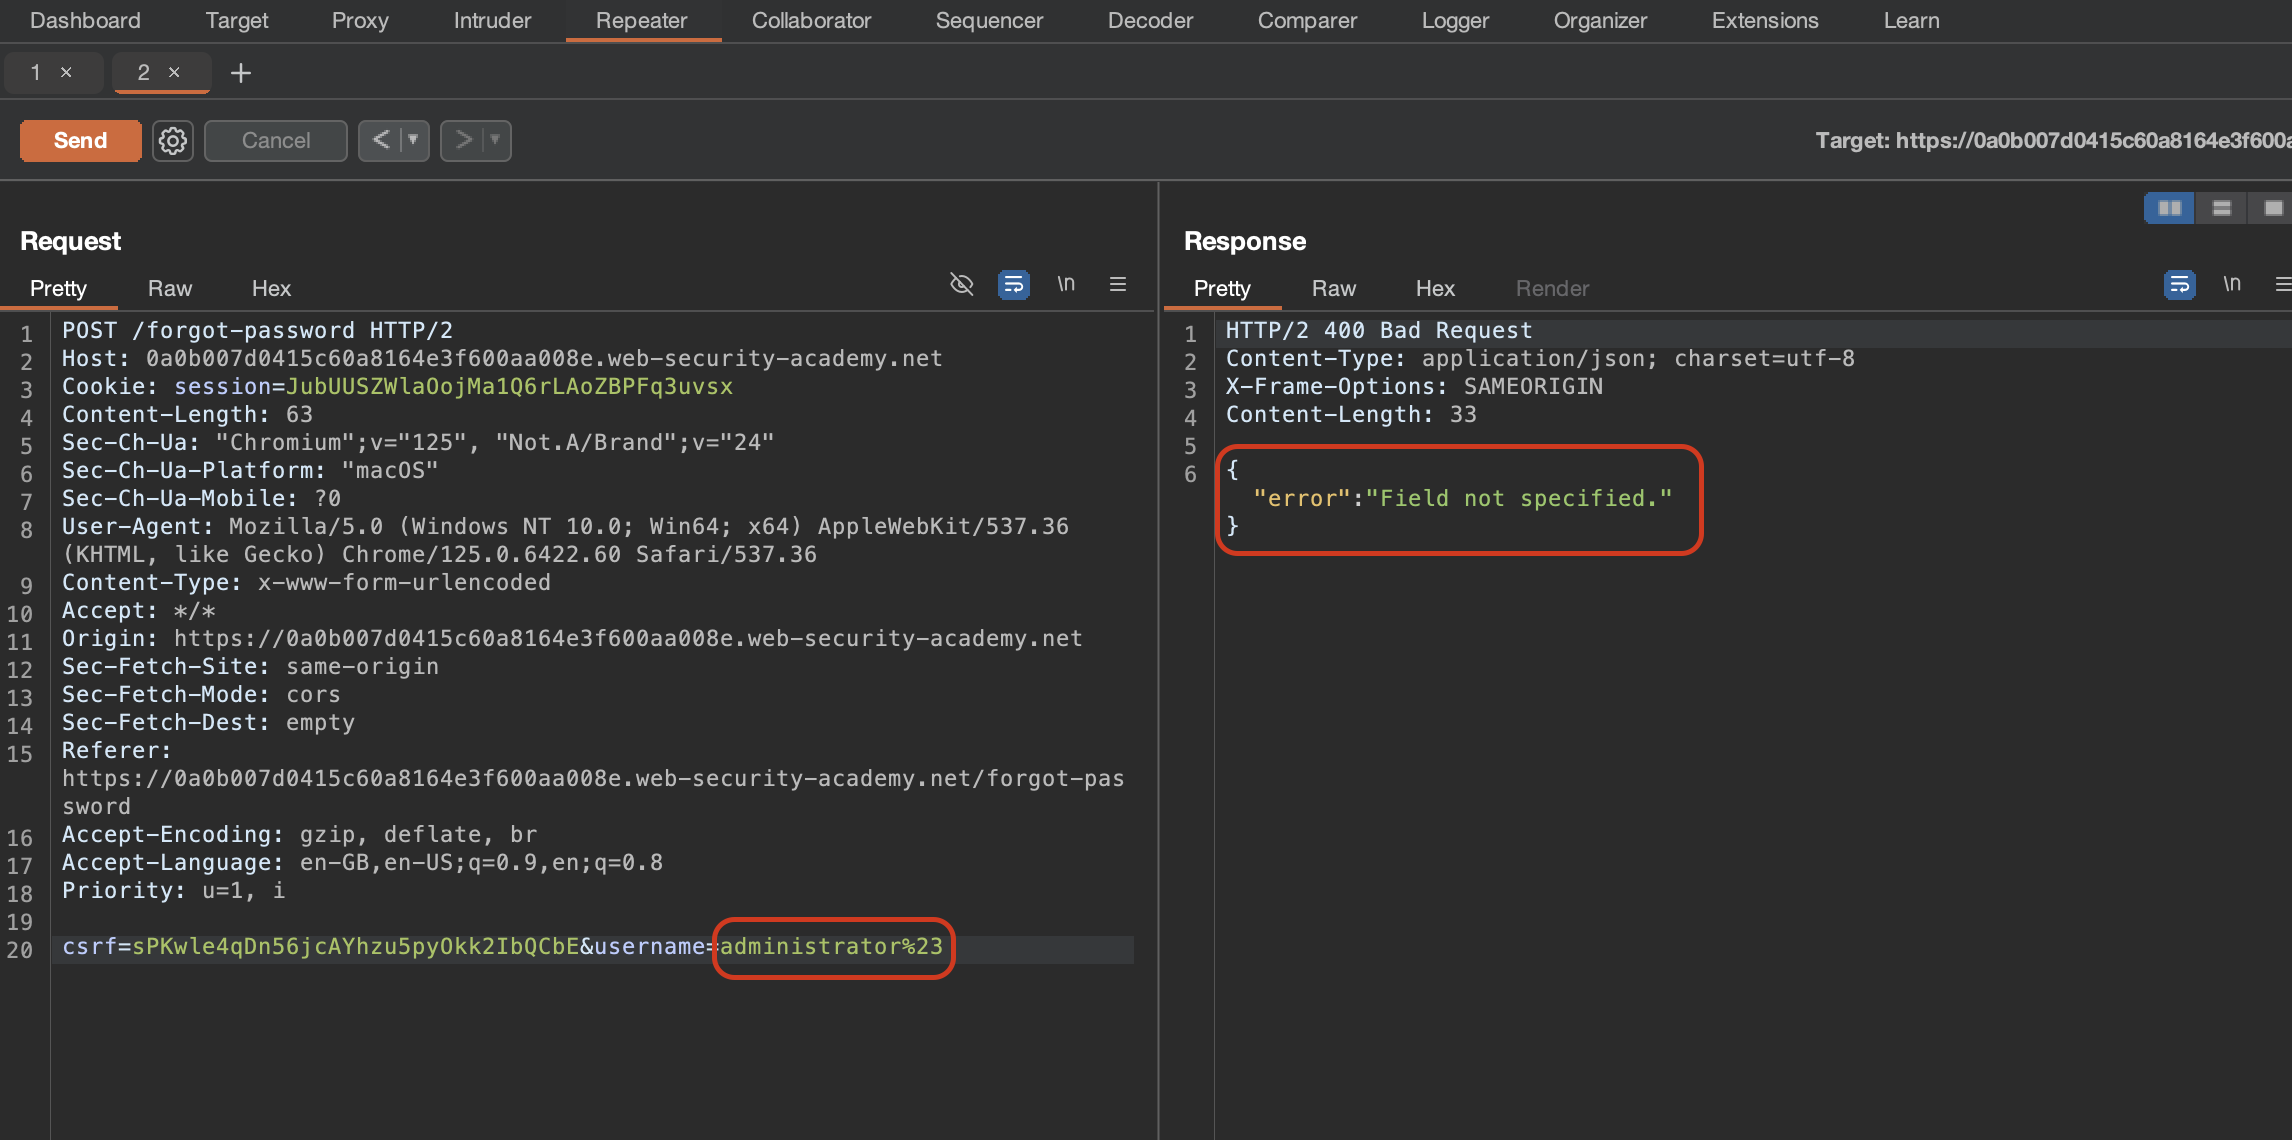 Dashboard Target Proxy Intruder Repeater Collaborator Sequencer Decoder Comparer Logger Organizer Extensions Learn
1 × 2 × +
Send Cancel < >
Target: https://0a0b007d0415c60a8164e3f600a
Request
Pretty Raw Hex \n
1 POST /forgot-password HTTP/2
2 Host: 0a0b007d0415c60a8164e3f600aa008e.web-security-academy.net
3 Cookie: session=JubUUSZWlaOojMa1Q6rLAoZBPFq3uvsx
4 Content-Length: 63
5 Sec-Ch-Ua: "Chromium";v="125", "Not.A/Brand";v="24"
6 Sec-Ch-Ua-Platform: "macOS"
7 Sec-Ch-Ua-Mobile: ?0
8 User-Agent: Mozilla/5.0 (Windows NT 10.0; Win64; x64) AppleWebKit/537.36
(KHTML, like Gecko) Chrome/125.0.6422.60 Safari/537.36
9 Content-Type: x-www-form-urlencoded
10 Accept: */*
11 Origin: https://0a0b007d0415c60a8164e3f600aa008e.web-security-academy.net
12 Sec-Fetch-Site: same-origin
13 Sec-Fetch-Mode: cors
14 Sec-Fetch-Dest: empty
15 Referer:
https://0a0b007d0415c60a8164e3f600aa008e.web-security-academy.net/forgot-pas
sword
16 Accept-Encoding: gzip, deflate, br
17 Accept-Language: en-GB,en-US;q=0.9,en;q=0.8
18 Priority: u=1, i
19
20 csrf=sPKwle4qDn56jcAYhzu5pyOkk2IbQCbE&username=administrator%23
Response
Pretty Raw Hex Render \n
1 HTTP/2 400 Bad Request
2 Content-Type: application/json; charset=utf-8
3 X-Frame-Options: SAMEORIGIN
4 Content-Length: 33
5
6 {
"error":"Field not specified."
}